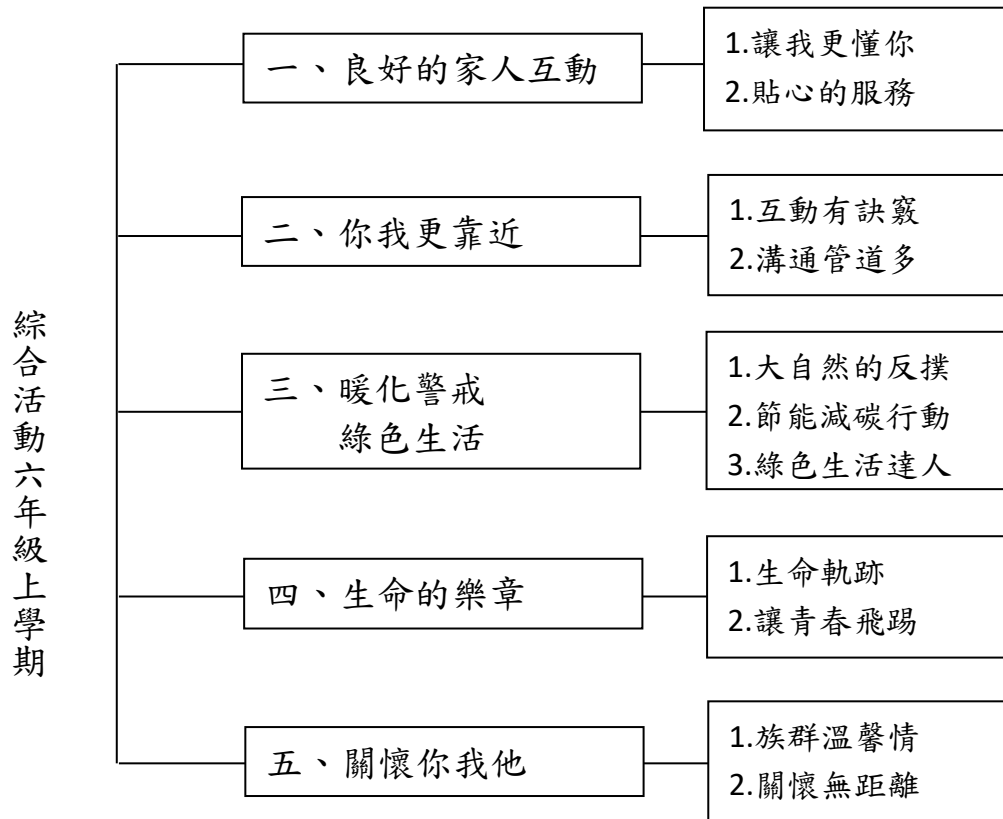 綜合活動六年級上學期
一、良好的家人互動
1.讓我更懂你
2.貼心的服務
二、你我更靠近
1.互動有訣竅
2.溝通管道多
三、暖化警戒
綠色生活
1.大自然的反撲
2.節能減碳行動
3.綠色生活達人
四、生命的樂章
1.生命軌跡
2.讓青春飛踢
五、關懷你我他
1.族群溫馨情
2.關懷無距離